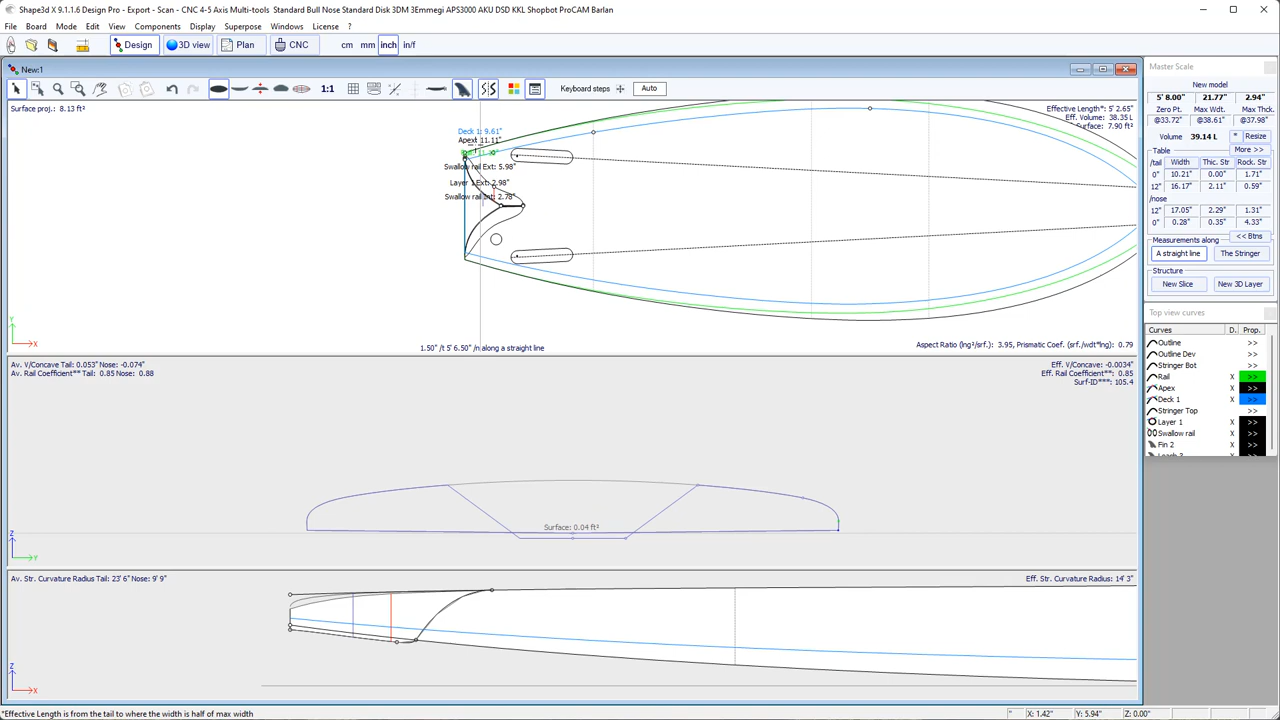 Shape3d X 9.1.1.6 Design Pro - Export - Scan - CNC 4-5 Axis Multi-tools  Standard Bull Nose Standard Disk 3DM 3Emmegi APS3000 AKU DSD KKL Shopbot ProCAM Barlan
File Board Mode Edit View Components Display Superpose Windows License ?
Design 3D view Plan CNC cm mm inch in/f
New:1
1:1 Keyboard steps Auto
Surface proj.: 8.13 ft²
Effective Length*: 5' 2.65"
Eff. Volume: 38.35 L
Surface: 7.90 ft²
Deck 1: 9.61"
Apex: 11.11"
Swallow rail Ext: 5.98"
Layer 1 Ext: 2.98"
Swallow rail Int: 2.78"
Y
X
1.50" /t 5' 6.50" /n along a straight line
Aspect Ratio (lng²/srf.): 3.95, Prismatic Coef. (srf./wdt*lng): 0.79
Av. V/Concave Tail: 0.053" Nose: -0.074"
Av. Rail Coefficient** Tail: 0.85 Nose: 0.88
Eff. V/Concave: -0.0034"
Eff. Rail Coefficient**: 0.85
Surf-ID***: 105.4
Surface: 0.04 ft²
Z
Y
Av. Str. Curvature Radius Tail: 23' 6" Nose: 9' 9"
Eff. Str. Curvature Radius: 14' 3"
Z
X
*Effective Length is from the tail to where the width is half of max width
" X: 1.42" Y: 5.94" Z: 0.00"
Master Scale
New model
5' 8.00" 21.77" 2.94"
Zero Pt. Max Wdt. Max Thck.
@33.72" @38.61" @37.98"
Volume 39.14 L * Resize
Table More >>
/tail Width Thic. Str Rock. Str
0" 10.21" 0.00" 1.71"
12" 16.17" 2.11" 0.59"
/nose
12" 17.05" 2.29" 1.31"
0" 0.28" 0.35" 4.33"
<< Btns
Measurements along
A straight line The Stringer
Structure
New Slice New 3D Layer
Top view curves
Curves D. Prop.
Outline >>
Outline Dev >>
Stringer Bot >>
Rail X >>
Apex X >>
Deck 1 X >>
Stringer Top >>
Layer 1 X >>
Swallow rail X >>
Fin 2 X >>